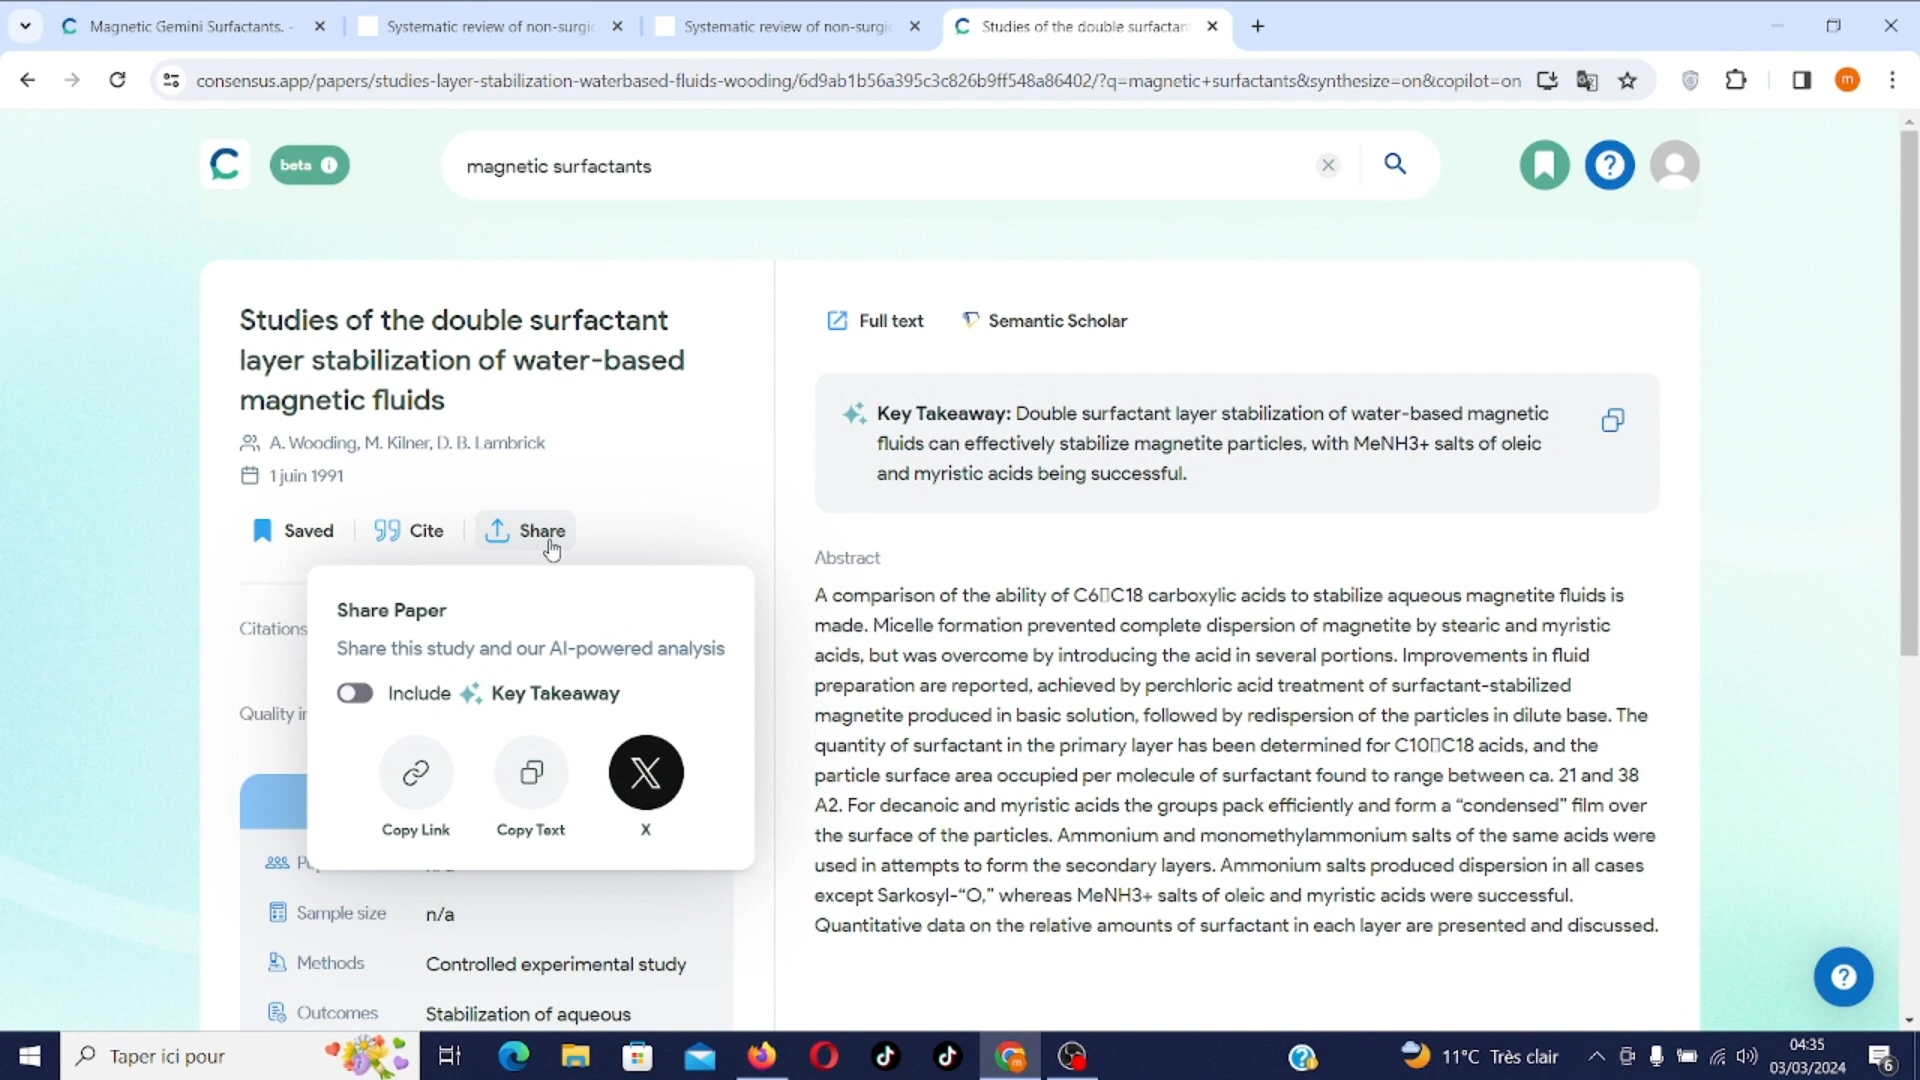 Magnetic Gemini Surfactants. -
Systematic review of non-surgic
Systematic review of non-surgic
Studies of the double surfactant
consensus.app/papers/studies-layer-stabilization-waterbased-fluids-wooding/6d9ab1b56a395c3c826b9ff548a86402/?q=magnetic+surfactants&synthesize=on&copilot=on
m
beta
magnetic surfactants
Studies of the double surfactant
layer stabilization of water-based
magnetic fluids
A. Wooding, M. Kilner, D. B. Lambrick
1 juin 1991
Saved
Cite
Share
Share Paper
Share this study and our AI-powered analysis
Include Key Takeaway
Copy Link
Copy Text
X
Citations
Quality in
Sample size
n/a
Methods
Controlled experimental study
Outcomes
Stabilization of aqueous
Full text
Semantic Scholar
Key Takeaway: Double surfactant layer stabilization of water-based magnetic
fluids can effectively stabilize magnetite particles, with MeNH3+ salts of oleic
and myristic acids being successful.
Abstract
A comparison of the ability of C6▯C18 carboxylic acids to stabilize aqueous magnetite fluids is
made. Micelle formation prevented complete dispersion of magnetite by stearic and myristic
acids, but was overcome by introducing the acid in several portions. Improvements in fluid
preparation are reported, achieved by perchloric acid treatment of surfactant-stabilized
magnetite produced in basic solution, followed by redispersion of the particles in dilute base. The
quantity of surfactant in the primary layer has been determined for C10▯C18 acids, and the
particle surface area occupied per molecule of surfactant found to range between ca. 21 and 38
A2. For decanoic and myristic acids the groups pack efficiently and form a “condensed” film over
the surface of the particles. Ammonium and monomethylammonium salts of the same acids were
used in attempts to form the secondary layers. Ammonium salts produced dispersion in all cases
except Sarkosyl-“O,” whereas MeNH3+ salts of oleic and myristic acids were successful.
Quantitative data on the relative amounts of surfactant in each layer are presented and discussed.
Taper ici pour
11°C Très clair
04:35
03/03/2024
6